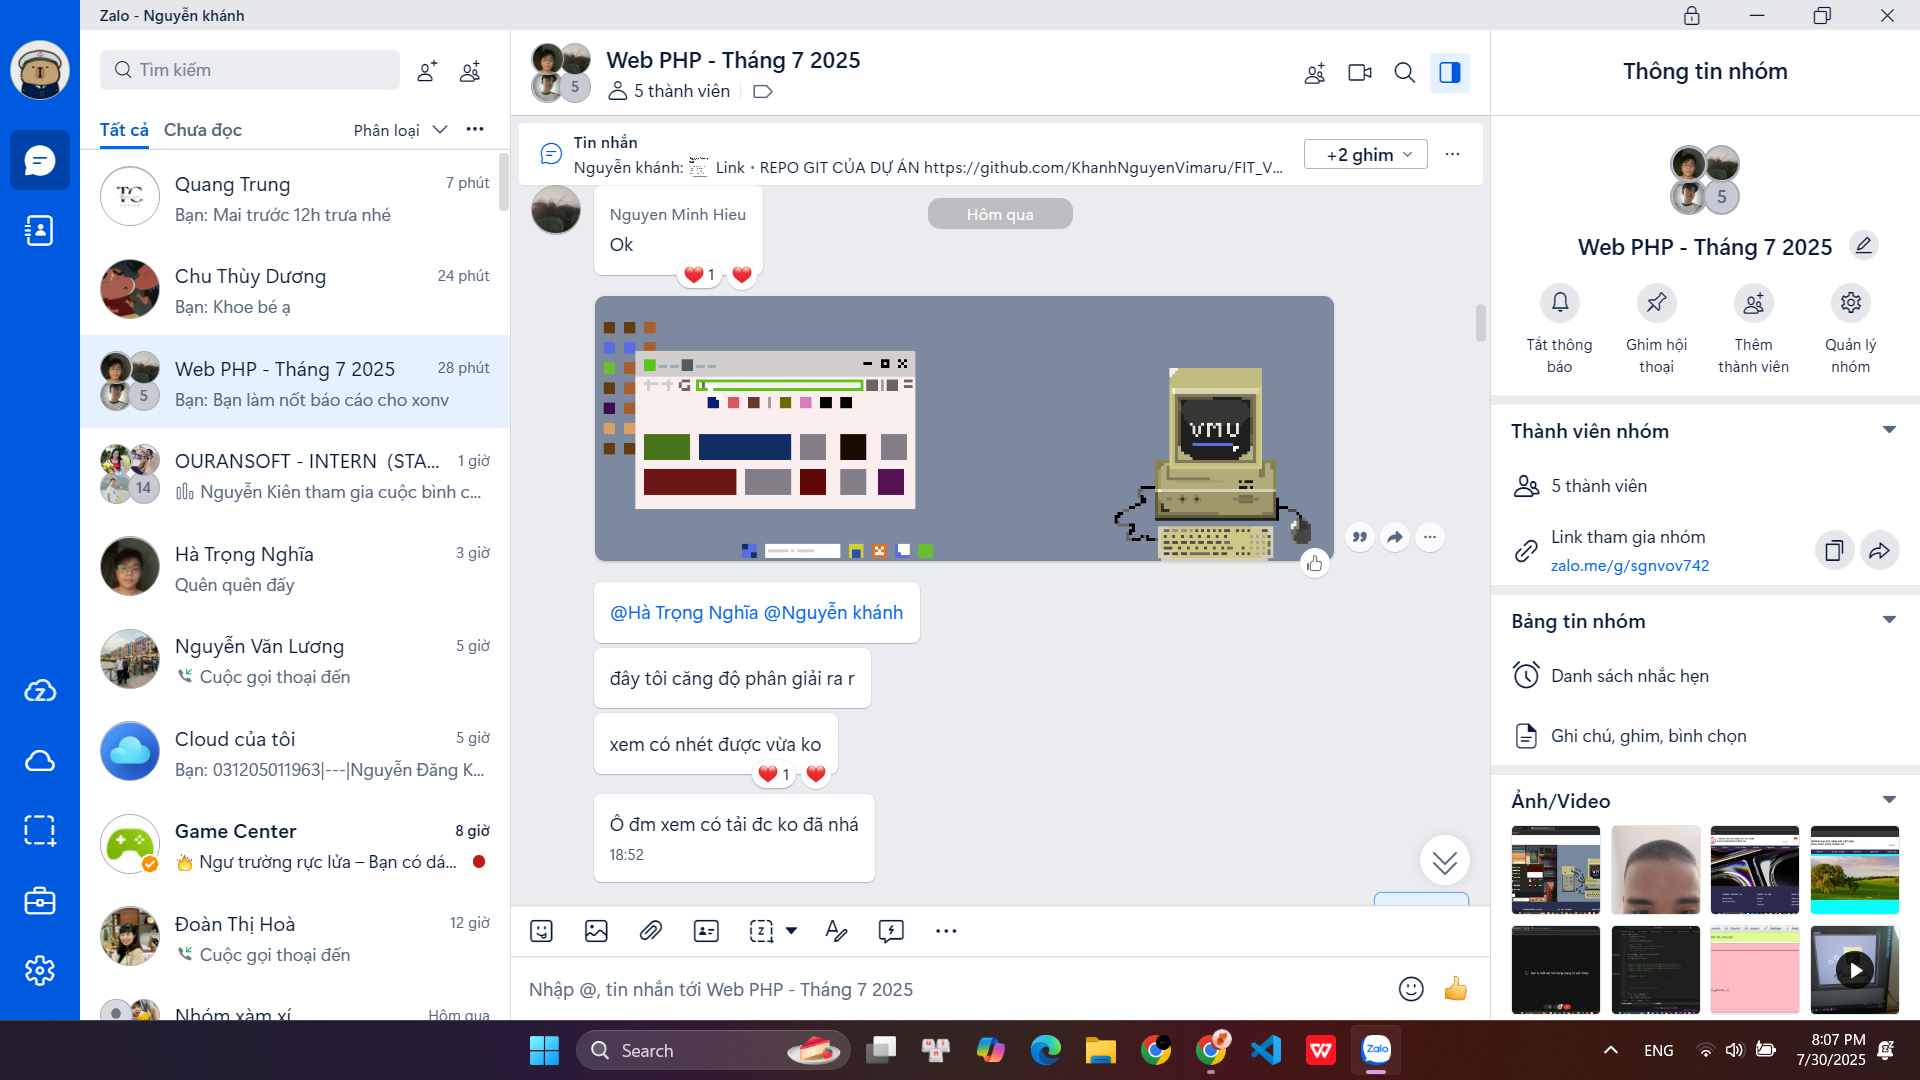 Zalo - Nguyễn khánh
Tìm kiếm
Tất cả
Chưa đọc
Phân loại
Quang Trung
7 phút
Bạn: Mai trước 12h trưa nhé
Chu Thùy Dương
24 phút
Bạn: Khoe bé ạ
Web PHP - Tháng 7 2025
28 phút
5
Bạn: Bạn làm nốt báo cáo cho xonv
OURANSOFT - INTERN (STA...
1 giờ
14
Nguyễn Kiên tham gia cuộc bình c...
Hà Trọng Nghĩa
3 giờ
Quên quên đấy
Nguyễn Văn Lương
5 giờ
Cuộc gọi thoại đến
Cloud của tôi
5 giờ
Bạn: 031205011963|---|Nguyễn Đăng K...
Game Center
8 giờ
Ngư trường rực lửa – Bạn có dá...
Đoàn Thị Hoà
12 giờ
Cuộc gọi thoại đến
Nhóm xàm xí
Hôm qua
Web PHP - Tháng 7 2025
5
5 thành viên
Tin nhắn
Nguyễn khánh: Link • REPO GIT CỦA DỰ ÁN https://github.com/KhanhNguyenVimaru/FIT_V...
+2 ghim
Hôm qua
Nguyen Minh Hieu
Ok
1
VMU
@Hà Trọng Nghĩa @Nguyễn khánh
đây tôi căng độ phân giải ra r
xem có nhét được vừa ko
1
Ô đm xem có tải đc ko đã nhá
18:52
Nhập @, tin nhắn tới Web PHP - Tháng 7 2025
Thông tin nhóm
5
Web PHP - Tháng 7 2025
Tắt thông báo
Ghim hội thoại
Thêm thành viên
Quản lý nhóm
Thành viên nhóm
5 thành viên
Link tham gia nhóm
zalo.me/g/sgnvov742
Bảng tin nhóm
Danh sách nhắc hẹn
Ghi chú, ghim, bình chọn
Ảnh/Video
Search
Zalo
ENG
8:07 PM
7/30/2025